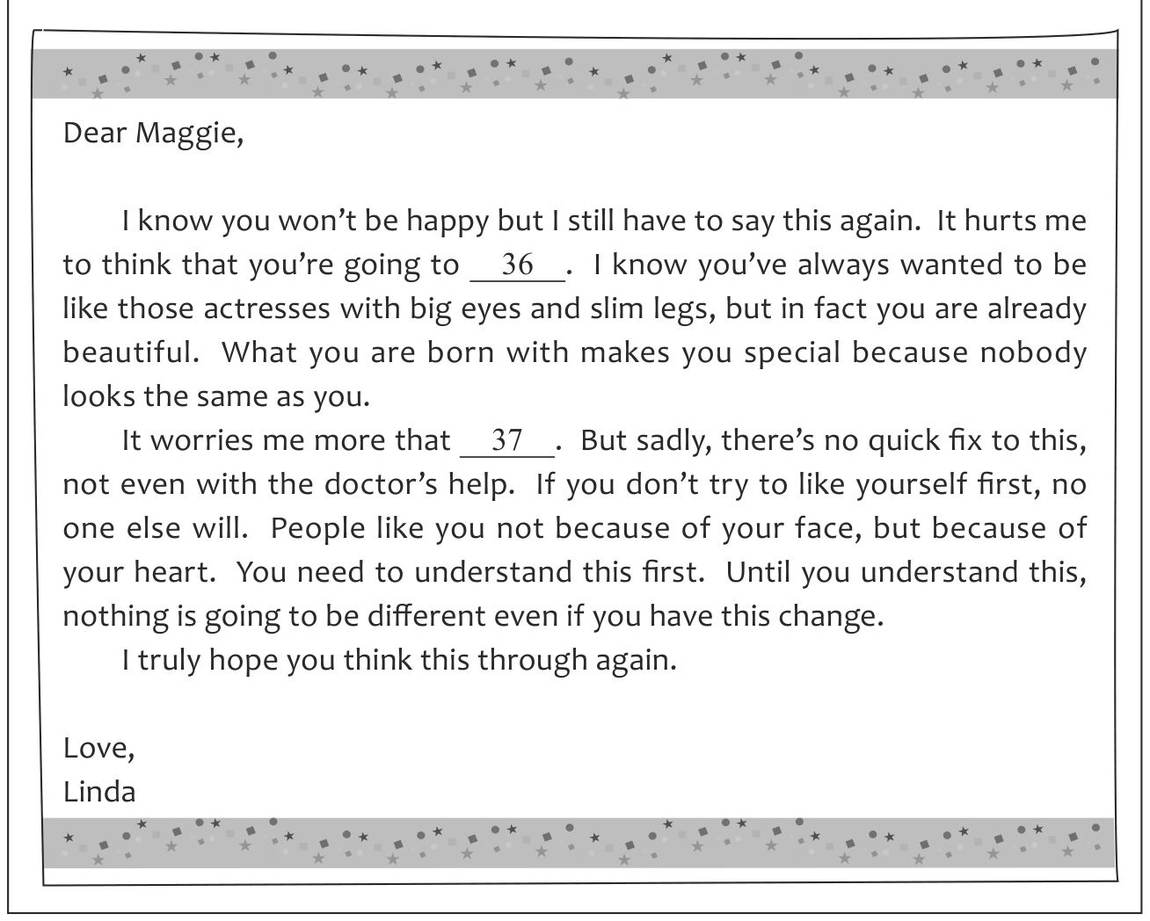 Dear Maggie,
I know you won't be happy but I still have to say this again. It hurts me
to think that you're going to 36 . I know you've always wanted to be
like those actresses with big eyes and slim legs, but in fact you are already
beautiful. What you are born with makes you special because nobody
looks the same as you.
It worries me more that 37 . But sadly, there's no quick fix to this,
not even with the doctor's help. If you don't try to like yourself first, no
one else will. People like you not because of your face, but because of
your heart. You need to understand this first. Until you understand this,
nothing is going to be different even if you have this change.
I truly hope you think this through again.
Love,
Linda